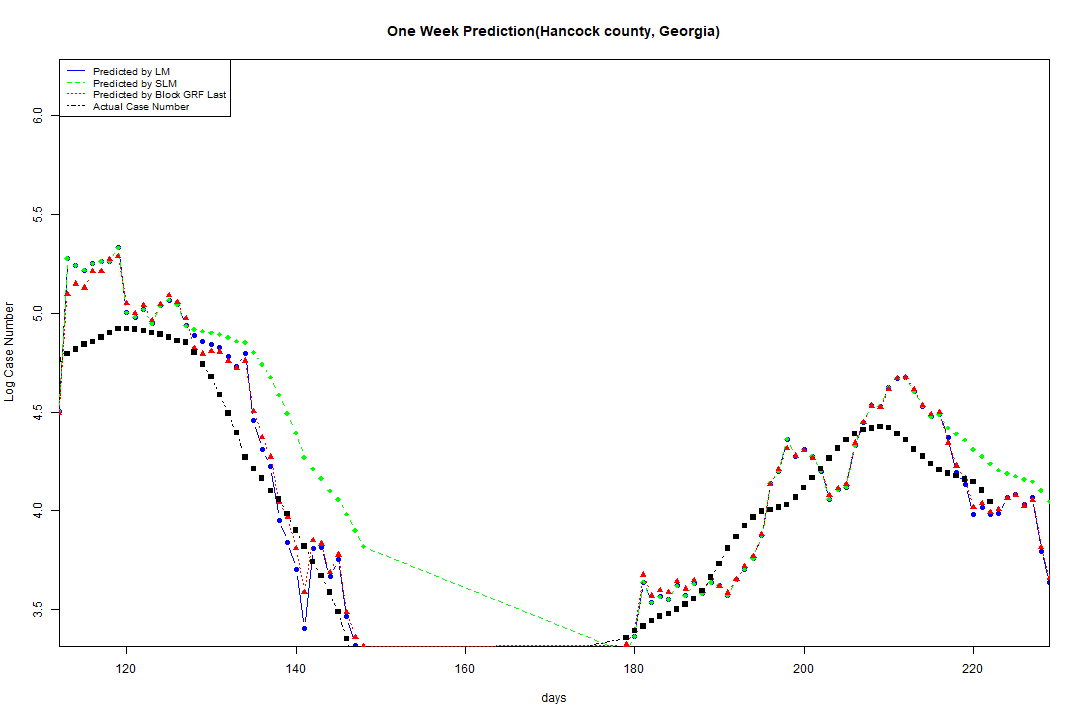 One Week Prediction(Hancock county, Georgia)
Predicted by LM
Predicted by SLM
Predicted by Block GRF Last
Actual Case Number
Log Case Number
6.0
5.5
5.0
4.5
4.0
3.5
120 140 160 180 200 220
days